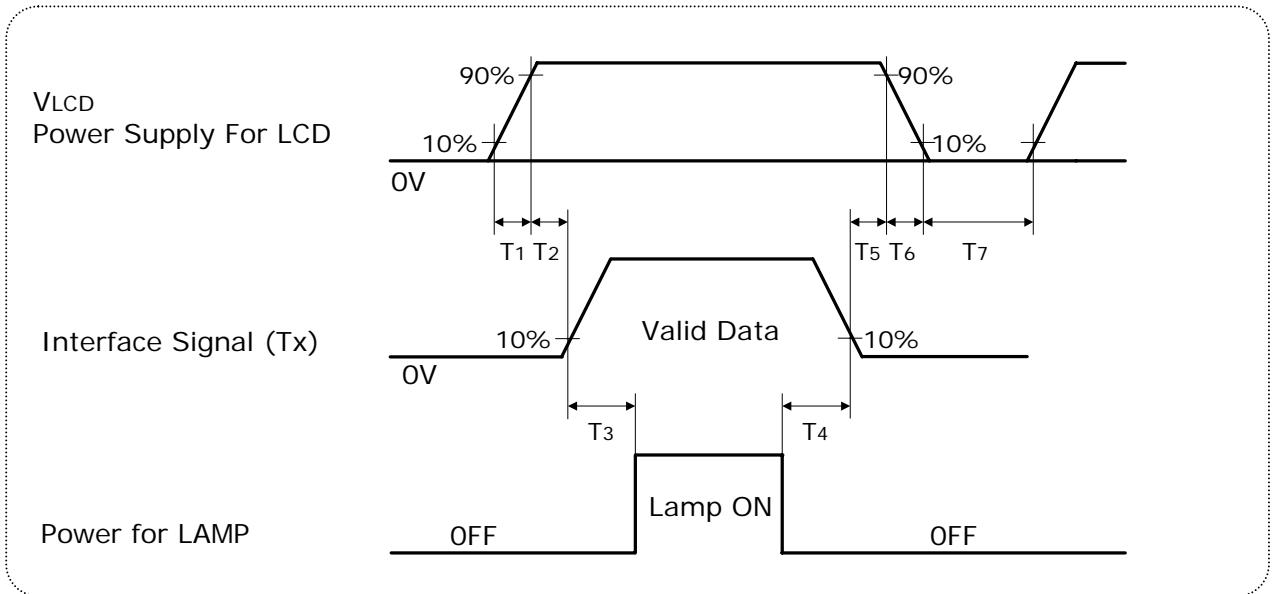 90%
90%
VLCD
Power Supply For LCD
10%
10%
0V
T1 T2
T5 T6 T7
Interface Signal (Tx)
10%
Valid Data
10%
0V
T3
T4
Power for LAMP
OFF
Lamp ON
OFF